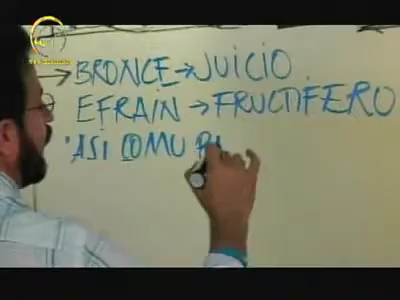 → BRONCE → JUICIO
EFRAIN → FRUCTIFERO
"ASI COMU